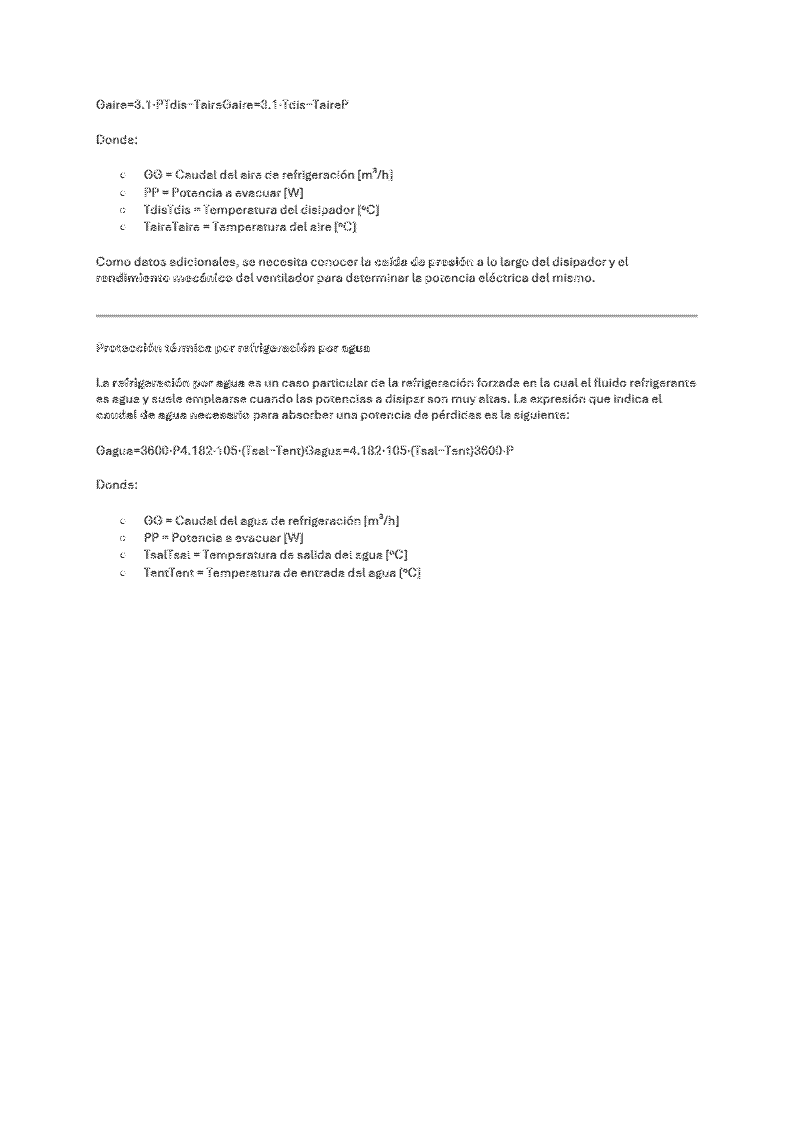 Gaire=3.1·PTdis−TaireGaire=3.1·Tdis−TaireP
Donde:
○ GG = Caudal del aire de refrigeración [m³/h]
○ PP = Potencia a evacuar [W]
○ TdisTdis = Temperatura del disipador [ºC]
○ TaireTaire = Temperatura del aire [ºC]
Como datos adicionales, se necesita conocer la caída de presión a lo largo del disipador y el
rendimiento mecánico del ventilador para determinar la potencia eléctrica del mismo.
Protección térmica por refrigeración por agua
La refrigeración por agua es un caso particular de la refrigeración forzada en la cual el fluido refrigerante
es agua y suele emplearse cuando las potencias a disipar son muy altas. La expresión que indica el
caudal de agua necesario para absorber una potencia de pérdidas es la siguiente:
Gagua=3600·P4.182·105·(Tsal−Tent)Gagua=4.182·105·(Tsal−Tent)3600·P
Donde:
○ GG = Caudal del agua de refrigeración [m³/h]
○ PP = Potencia a evacuar [W]
○ TsalTsal = Temperatura de salida del agua [ºC]
○ TentTent = Temperatura de entrada del agua [ºC]